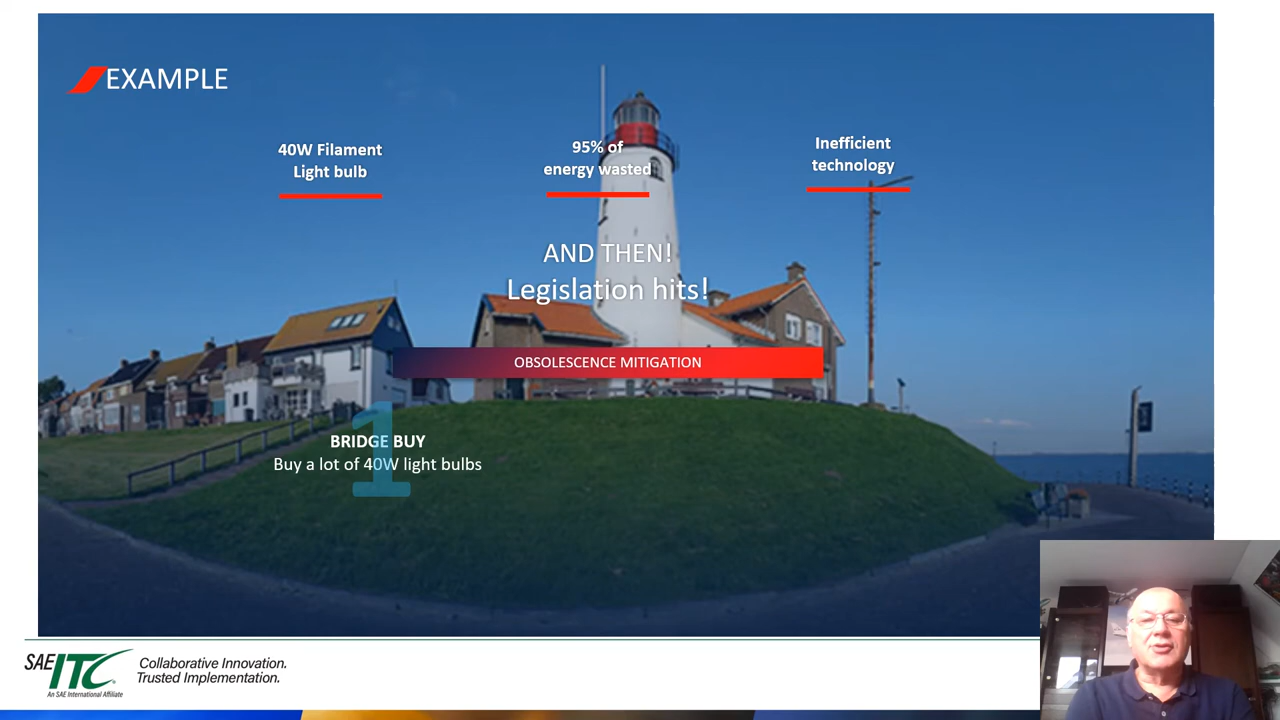 EXAMPLE
40W Filament
Light bulb
95% of
energy wasted
Inefficient
technology
AND THEN!
Legislation hits!
OBSOLESCENCE MITIGATION
1
BRIDGE BUY
Buy a lot of 40W light bulbs
SAE ITC
An SAE International Affiliate
Collaborative Innovation.
Trusted Implementation.